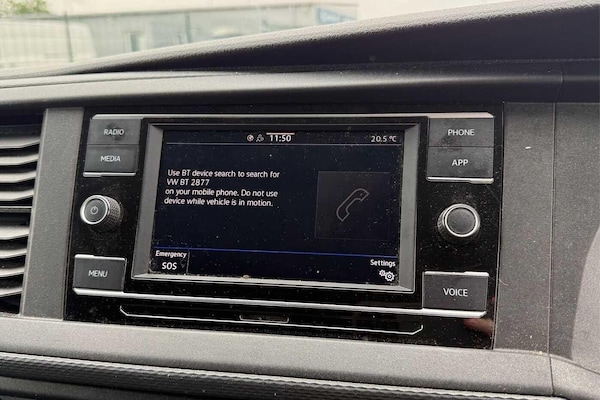 RADIO
MEDIA
MENU
11:50
20.5 °C
Use BT device search to search for
VW BT 2877
on your mobile phone. Do not use
device while vehicle is in motion.
Emergency
SOS
Settings
PHONE
APP
VOICE